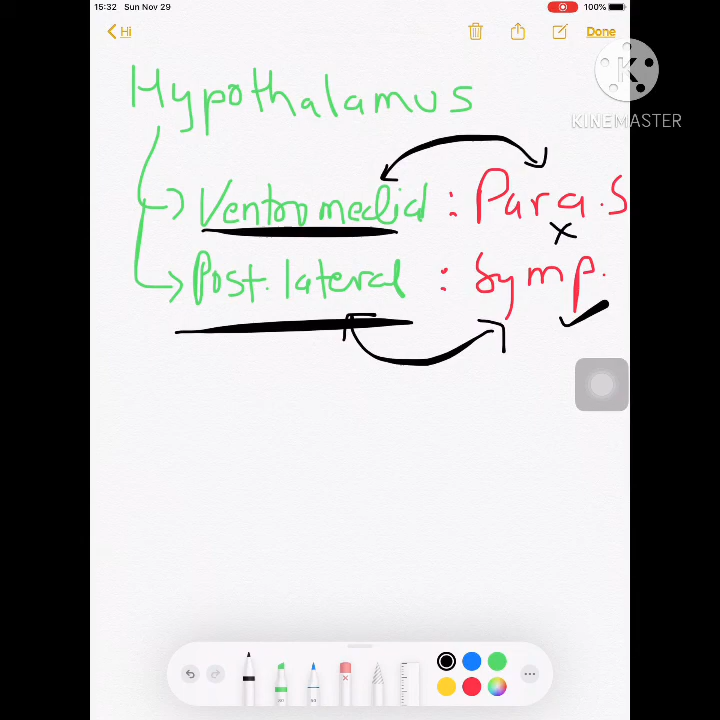 15:32 Sun Nov 29 100%
Hi Done
K
KINEMASTER
Hypothalamus
Ventromedial : Para.S
x
Post.lateral : Symp.